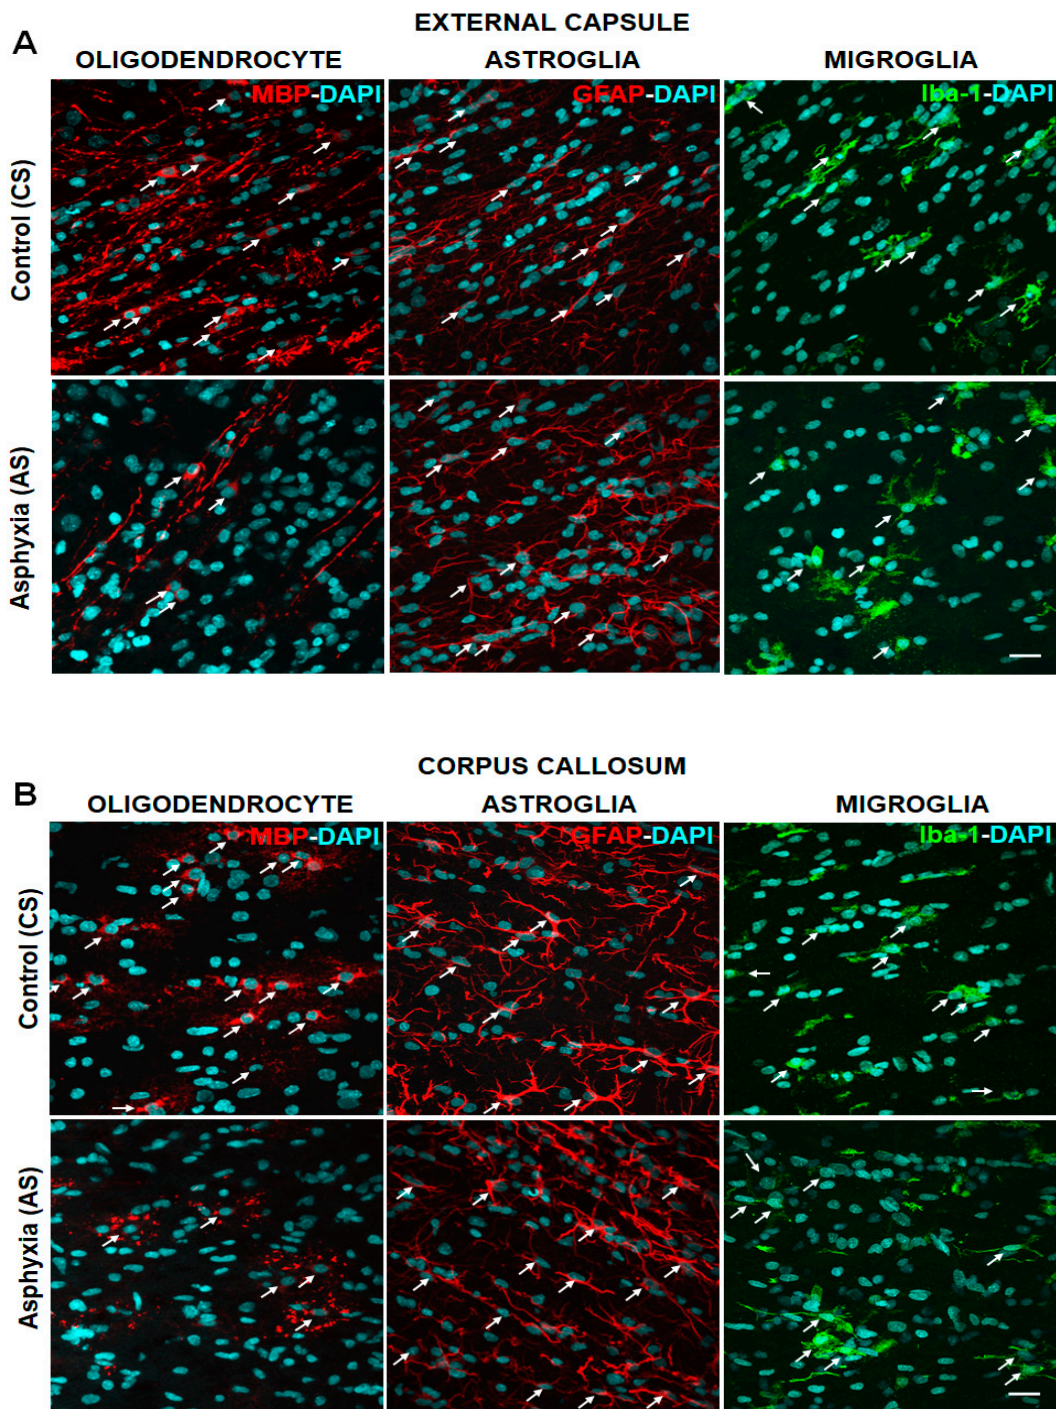 EXTERNAL CAPSULE
A
OLIGODENDROCYTE ASTROGLIA MIGROGLIA
MBP-DAPI GFAP-DAPI Iba-1-DAPI
Control (CS)
Asphyxia (AS)
CORPUS CALLOSUM
B
OLIGODENDROCYTE ASTROGLIA MIGROGLIA
MBP-DAPI GFAP-DAPI Iba-1-DAPI
Control (CS)
Asphyxia (AS)